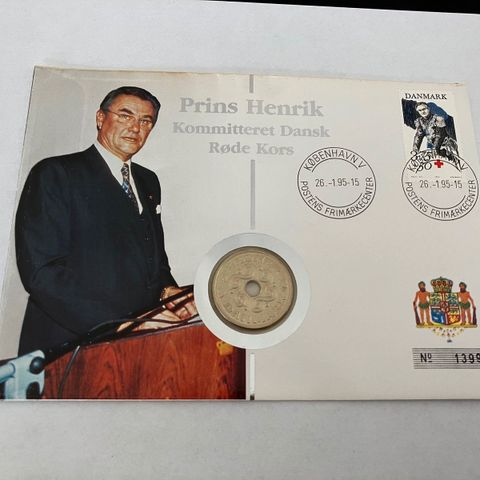 Prins Henrik
Kommitteret Dansk
Røde Kors
DANMARK
KØBENHAVN V
26.-1.95-15
POSTENS FRIMÆRKECENTER
KØBENHAVN V
26.-1.95-15
POSTENS FRIMÆRKECENTER
Nº 1399